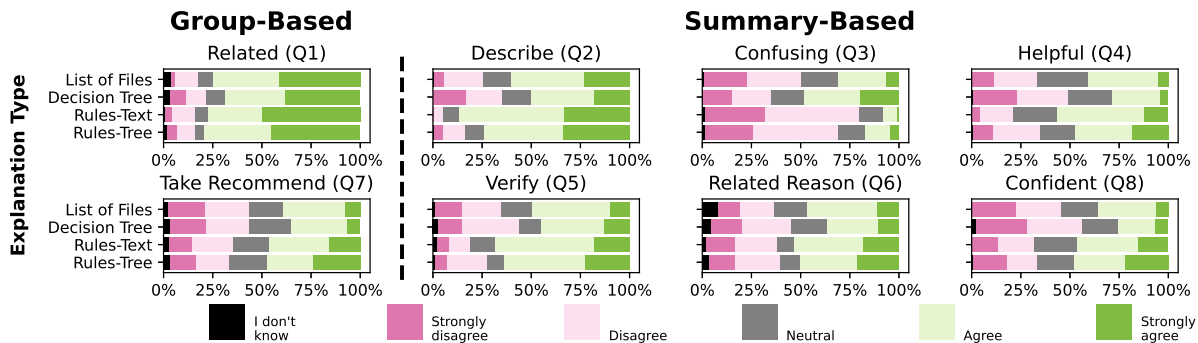 Group-Based
Summary-Based
Related (Q1)
Describe (Q2)
Confusing (Q3)
Helpful (Q4)
Explanation Type
List of Files
Decision Tree
Rules-Text
Rules-Tree
0% 25% 50% 75% 100%
0% 25% 50% 75% 100%
0% 25% 50% 75% 100%
0% 25% 50% 75% 100%
Take Recommend (Q7)
Verify (Q5)
Related Reason (Q6)
Confident (Q8)
List of Files
Decision Tree
Rules-Text
Rules-Tree
0% 25% 50% 75% 100%
0% 25% 50% 75% 100%
0% 25% 50% 75% 100%
0% 25% 50% 75% 100%
I don't
know
Strongly
disagree
Disagree
Neutral
Agree
Strongly
agree